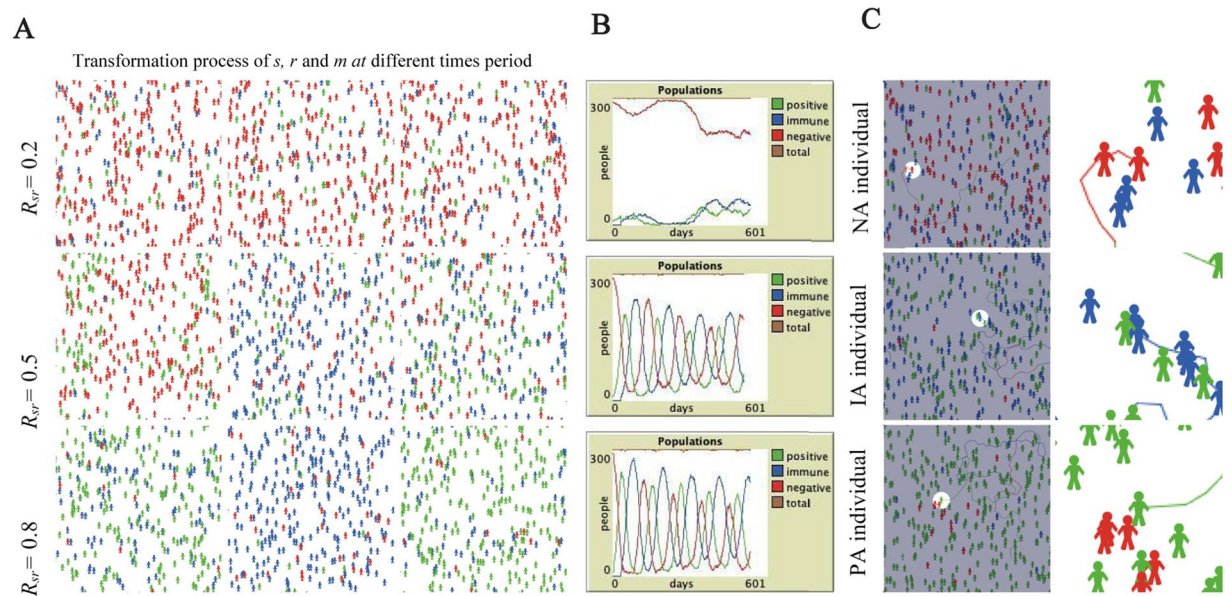 A
B
C
Transformation process of s, r and m at different times period
R_sr = 0.2
R_sr = 0.5
R_sr = 0.8
Populations
300
people
0
0
days
601
positive
immune
negative
total
Populations
300
people
0
0
days
601
positive
immune
negative
total
Populations
300
people
0
0
days
601
positive
immune
negative
total
NA individual
IA individual
PA individual